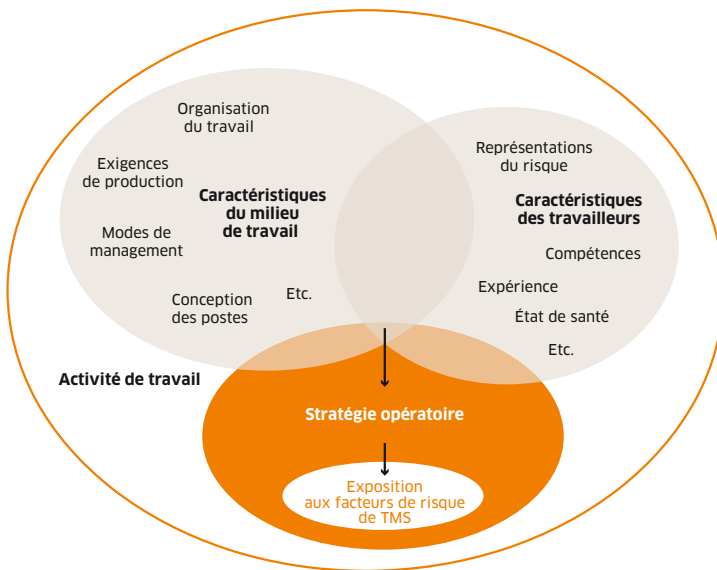 Organisation
du travail
Exigences
de production
Caractéristiques
du milieu
de travail
Modes de
management
Conception
des postes
Etc.
Représentations
du risque
Caractéristiques
des travailleurs
Compétences
Expérience
État de santé
Etc.
Activité de travail
Stratégie opératoire
Exposition
aux facteurs de risque
de TMS